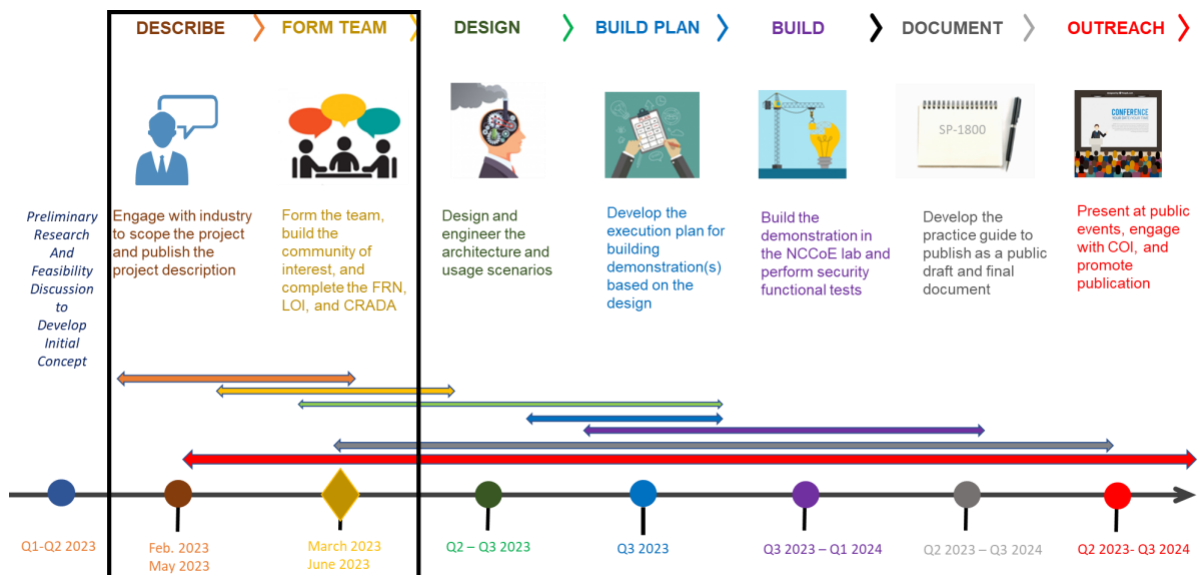 DESCRIBE
FORM TEAM
DESIGN
BUILD PLAN
BUILD
DOCUMENT
OUTREACH
SP-1800
CONFERENCE
Preliminary
Research
And
Feasibility
Discussion
to
Develop
Initial
Concept
Engage with industry
to scope the project
and publish the
project description
Form the team,
build the
community of
interest, and
complete the FRN,
LOI, and CRADA
Design and
engineer the
architecture and
usage scenarios
Develop the
execution plan for
building
demonstration(s)
based on the
design
Build the
demonstration in
the NCCoE lab and
perform security
functional tests
Develop the
practice guide to
publish as a public
draft and final
document
Present at public
events, engage
with COI, and
promote
publication
Q1-Q2 2023
Feb. 2023
May 2023
March 2023
June 2023
Q2 – Q3 2023
Q3 2023
Q3 2023 – Q1 2024
Q2 2023 – Q3 2024
Q2 2023- Q3 2024